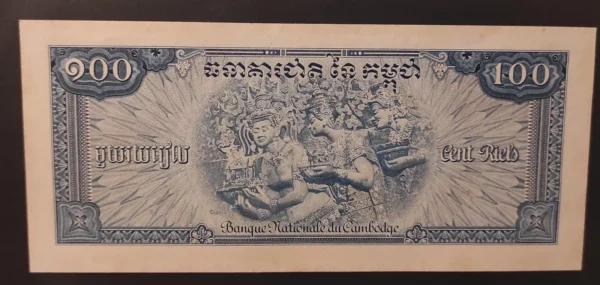 ១០០ ធនាគារជាតិ នៃ កម្ពុជា 100
មួយរយរៀល Cent Riels
Banque Nationale du Cambodge